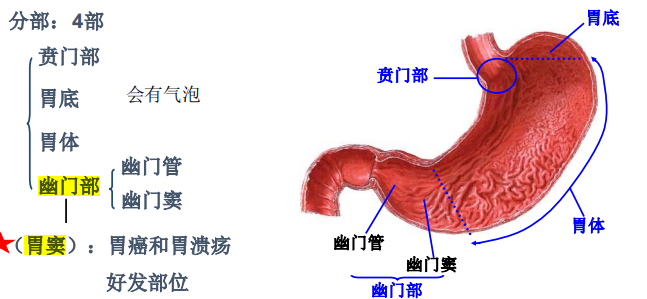 分部：4部
贲门部
胃底
会有气泡
胃体
幽门部
幽门管
幽门窦
（胃窦）：胃癌和胃溃疡
好发部位
胃底
贲门部
胃体
幽门管
幽门窦
幽门部